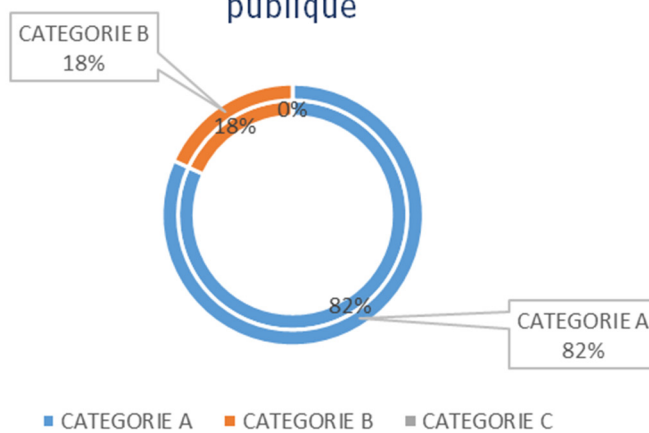 publique
CATEGORIE B
18%
0%
18%
82%
CATEGORIE A
82%
CATEGORIE A
CATEGORIE B
CATEGORIE C